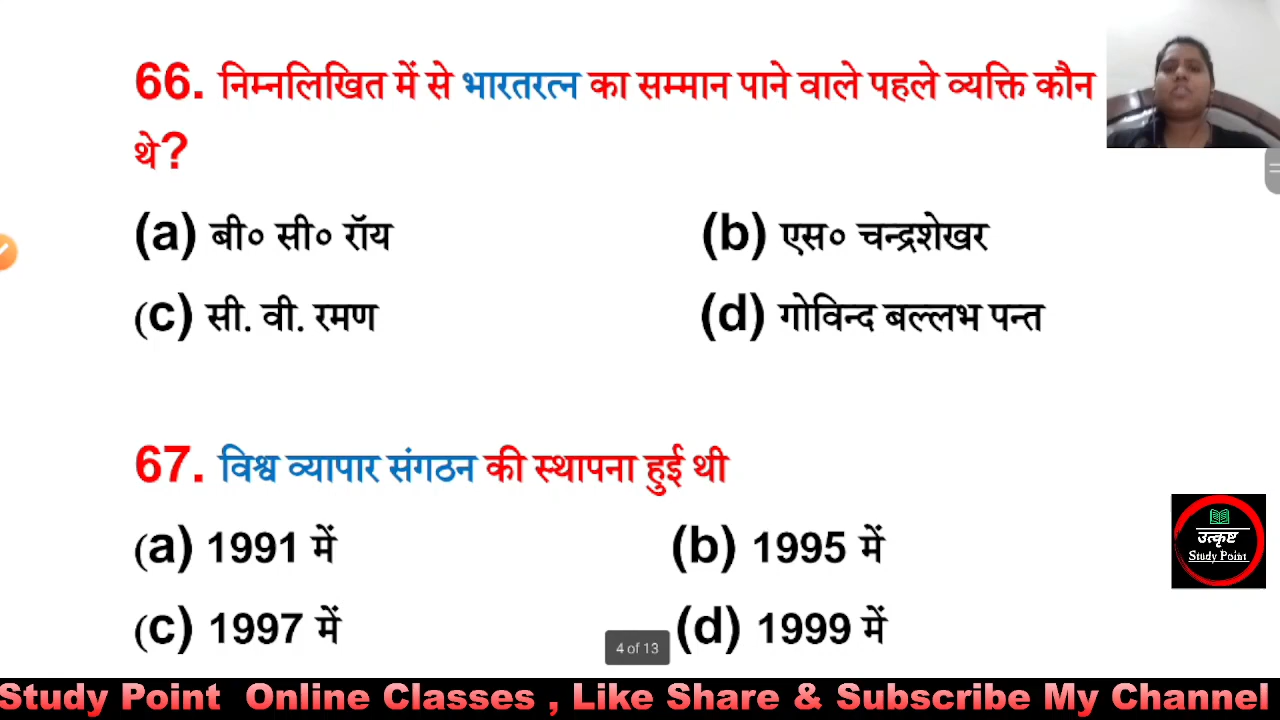 66. निम्नलिखित में से भारतरत्न का सम्मान पाने वाले पहले व्यक्ति कौन
थे?
(a) बी० सी० रॉय (b) एस० चन्द्रशेखर
(c) सी. वी. रमण (d) गोविन्द बल्लभ पन्त
67. विश्व व्यापार संगठन की स्थापना हुई थी
(a) 1991 में (b) 1995 में
उत्कृष्ट
Study Point
(c) 1997 में (d) 1999 में
4 of 13
Study Point Online Classes , Like Share & Subscribe My Channel